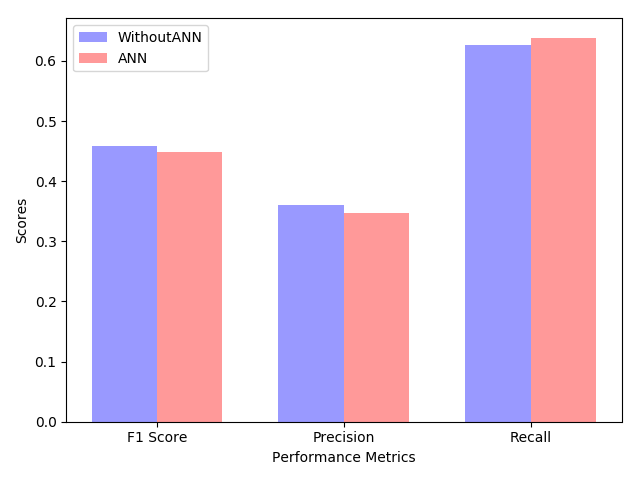 WithoutANN
ANN
Scores
0.6
0.5
0.4
0.3
0.2
0.1
0.0
F1 Score Precision Recall
Performance Metrics